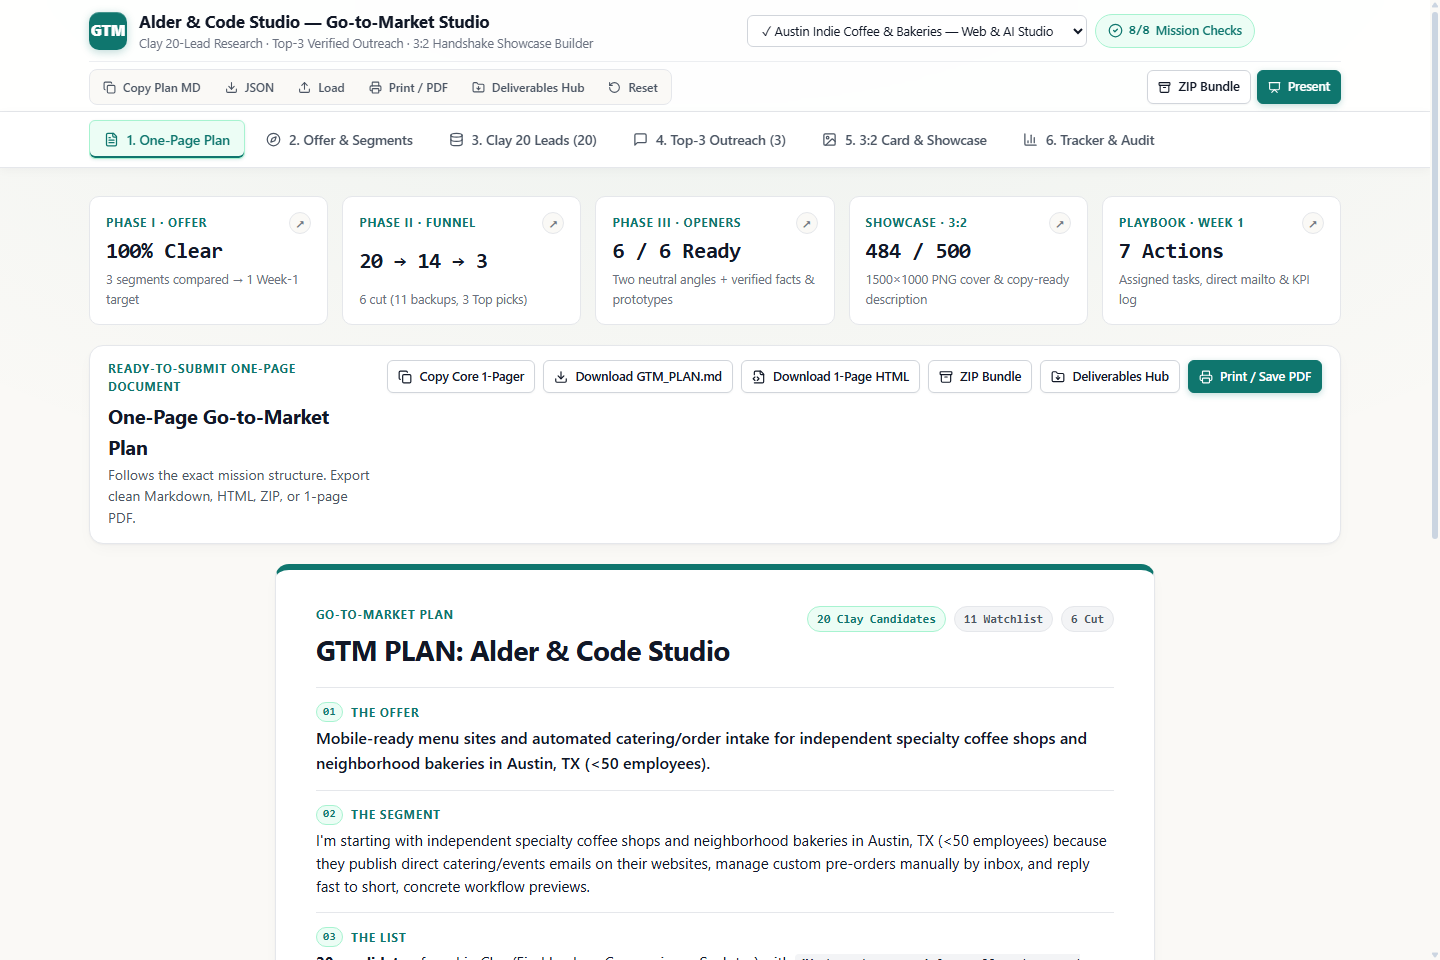 GTM
Alder & Code Studio — Go-to-Market Studio
Clay 20-Lead Research · Top-3 Verified Outreach · 3:2 Handshake Showcase Builder
✓ Austin Indie Coffee & Bakeries — Web & AI Studio
8/8 Mission Checks
Copy Plan MD
JSON
Load
Print / PDF
Deliverables Hub
Reset
ZIP Bundle
Present
1. One-Page Plan
2. Offer & Segments
3. Clay 20 Leads (20)
4. Top-3 Outreach (3)
5. 3:2 Card & Showcase
6. Tracker & Audit
PHASE I · OFFER
↗
100% Clear
3 segments compared → 1 Week-1
target
PHASE II · FUNNEL
↗
20 → 14 → 3
6 cut (11 backups, 3 Top picks)
PHASE III · OPENERS
↗
6 / 6 Ready
Two neutral angles + verified facts &
prototypes
SHOWCASE · 3:2
↗
484 / 500
1500×1000 PNG cover & copy-ready
description
PLAYBOOK · WEEK 1
↗
7 Actions
Assigned tasks, direct mailto & KPI
log
READY-TO-SUBMIT ONE-PAGE
DOCUMENT
One-Page Go-to-Market
Plan
Follows the exact mission structure. Export
clean Markdown, HTML, ZIP, or 1-page
PDF.
Copy Core 1-Pager
Download GTM_PLAN.md
Download 1-Page HTML
ZIP Bundle
Deliverables Hub
Print / Save PDF
GO-TO-MARKET PLAN
GTM PLAN: Alder & Code Studio
20 Clay Candidates
11 Watchlist
6 Cut
01 THE OFFER
Mobile-ready menu sites and automated catering/order intake for independent specialty coffee shops and
neighborhood bakeries in Austin, TX (<50 employees).
02 THE SEGMENT
I'm starting with independent specialty coffee shops and neighborhood bakeries in Austin, TX (<50 employees) because
they publish direct catering/events emails on their websites, manage custom pre-orders manually by inbox, and reply
fast to short, concrete workflow previews.
03 THE LIST